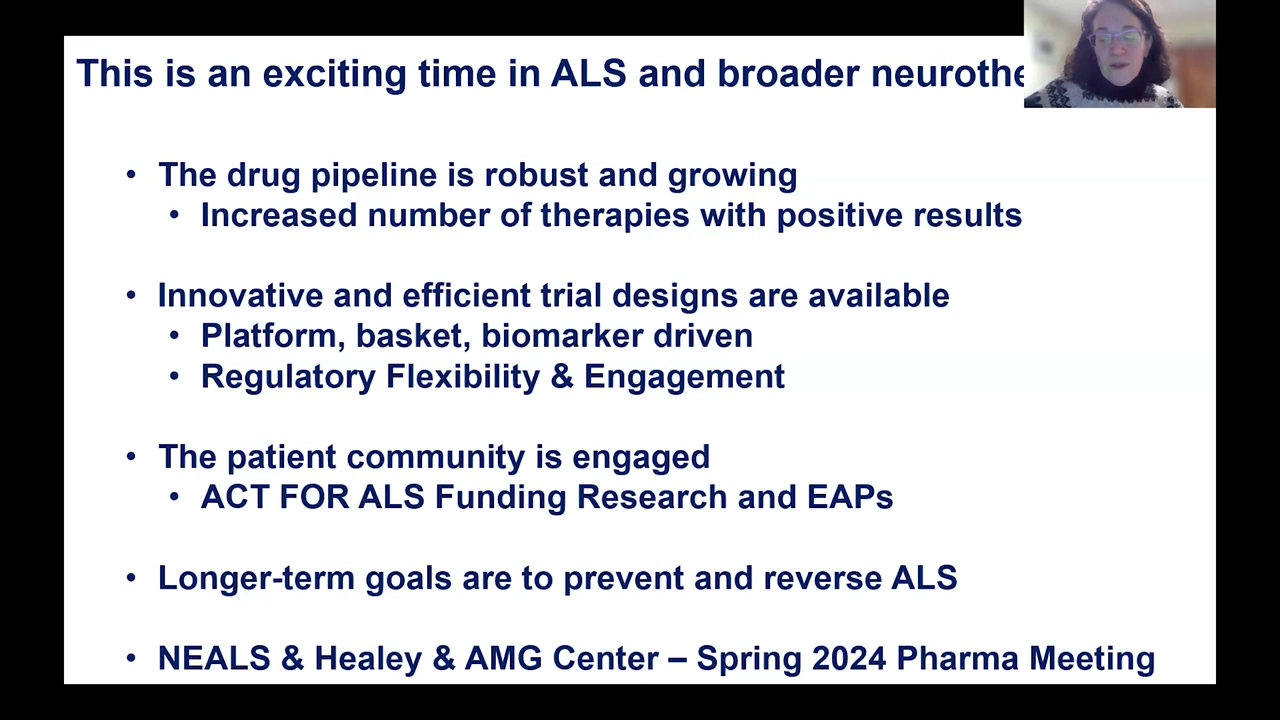 This is an exciting time in ALS and broader
• The drug pipeline is robust and growing
• Increased number of therapies with positive results
• Innovative and efficient trial designs are available
• Platform, basket, biomarker driven
• Regulatory Flexibility & Engagement
• The patient community is engaged
• ACT FOR ALS Funding Research and EAPs
• Longer-term goals are to prevent and reverse ALS
• NEALS & Healey & AMG Center – Spring 2024 Pharma Meeting